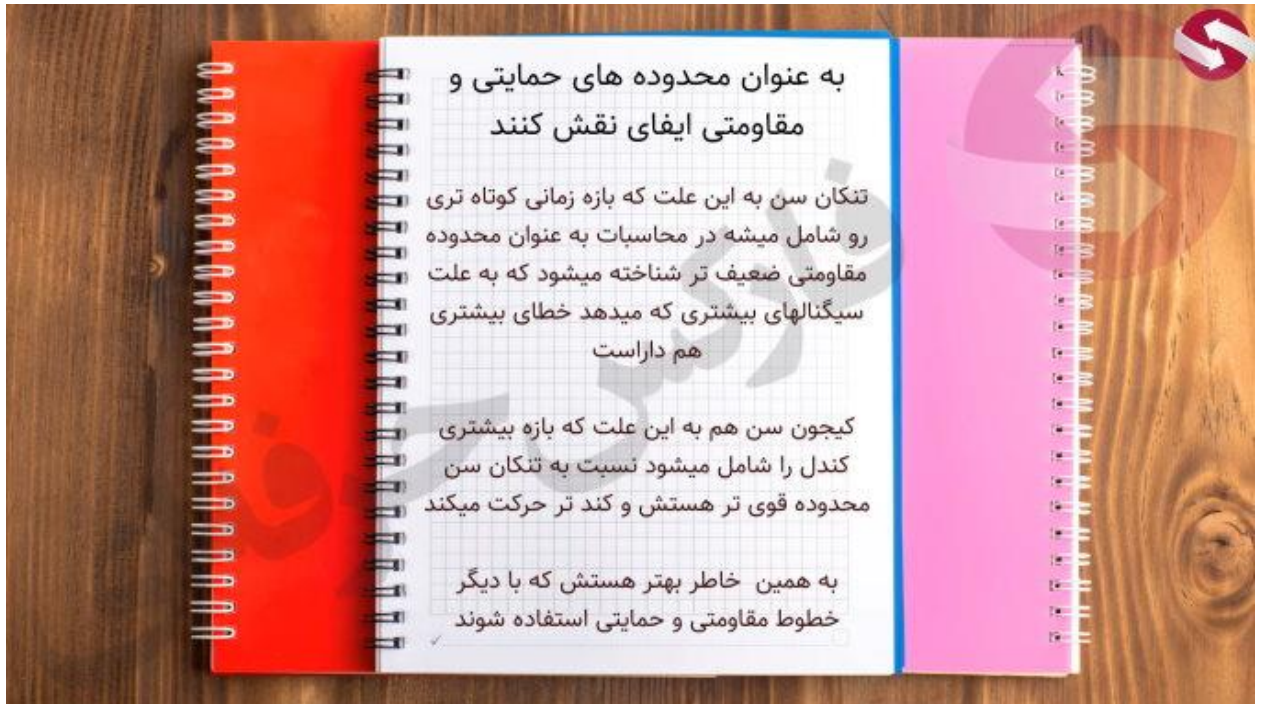 به عنوان محدوده های حمایتی و
مقاومتی ایفای نقش کنند
تنکان سن به این علت که بازه زمانی کوتاه تری
رو شامل میشه در محاسبات به عنوان محدوده
مقاومتی ضعیف تر شناخته میشود که به علت
سیگنالهای بیشتری که میدهد خطای بیشتری
هم داراست
کیجون سن هم به این علت که بازه بیشتری
کندل را شامل میشود نسبت به تنکان سن
محدوده قوی تر هستش و کند تر حرکت میکند
به همین خاطر بهتر هستش که با دیگر
خطوط مقاومتی و حمایتی استفاده شوند
فارکس حرفه